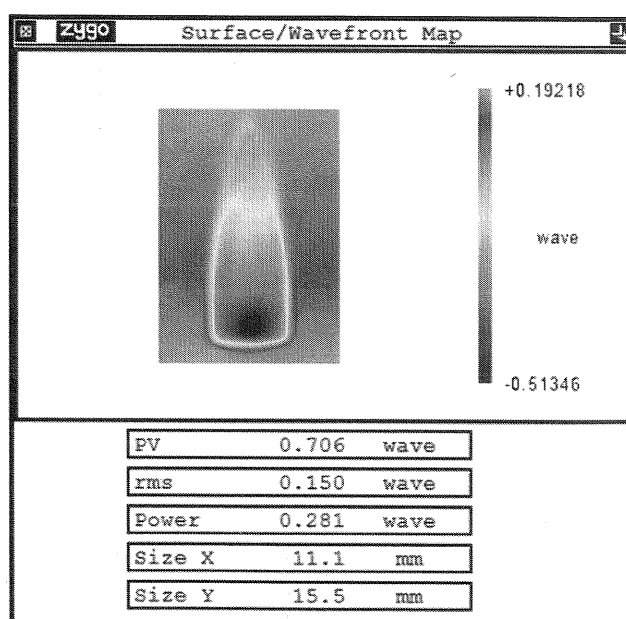 zygo Surface/Wavefront Map
+0.19218
wave
-0.51346
PV 0.706 wave
rms 0.150 wave
Power 0.281 wave
Size X 11.1 mm
Size Y 15.5 mm